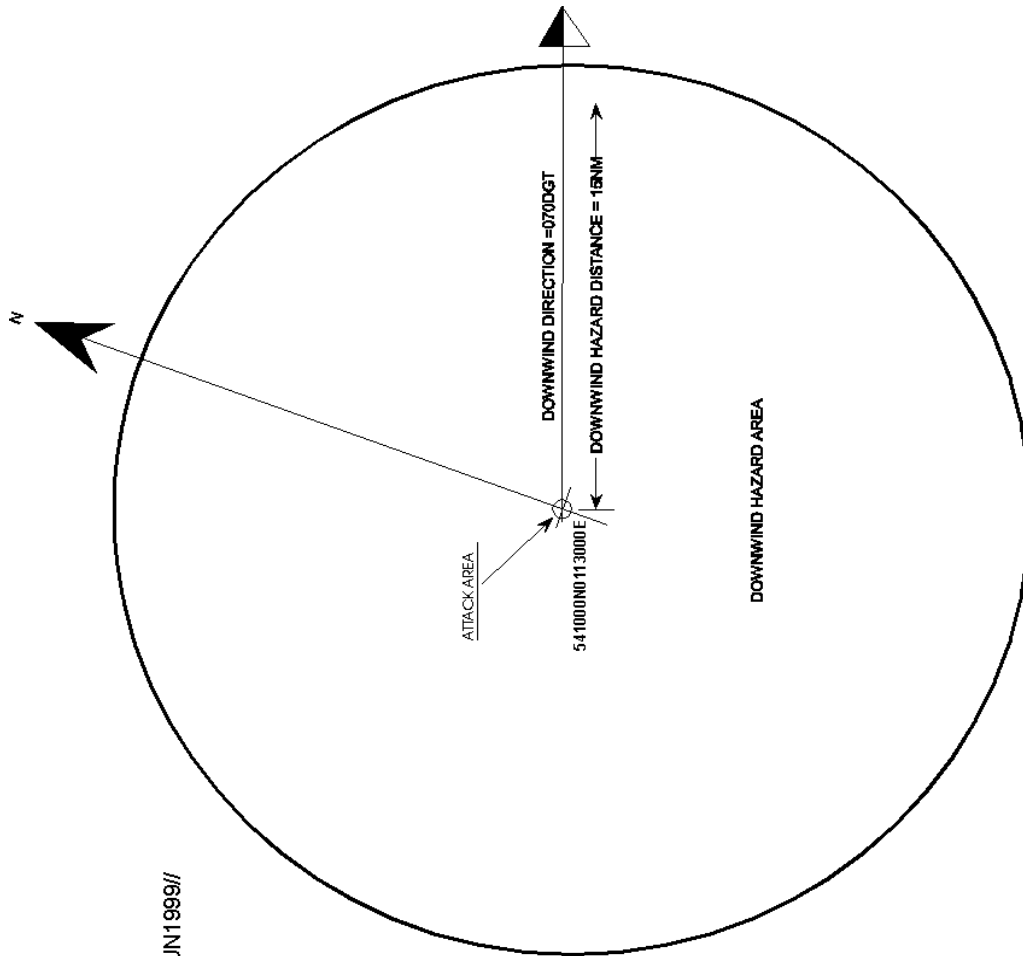 N
DOWNWIND DIRECTION =070DGT
DOWNWIND HAZARD DISTANCE = 15NM
ATTACK AREA
541000N0113000E
DOWNWIND HAZARD AREA
JN1999//